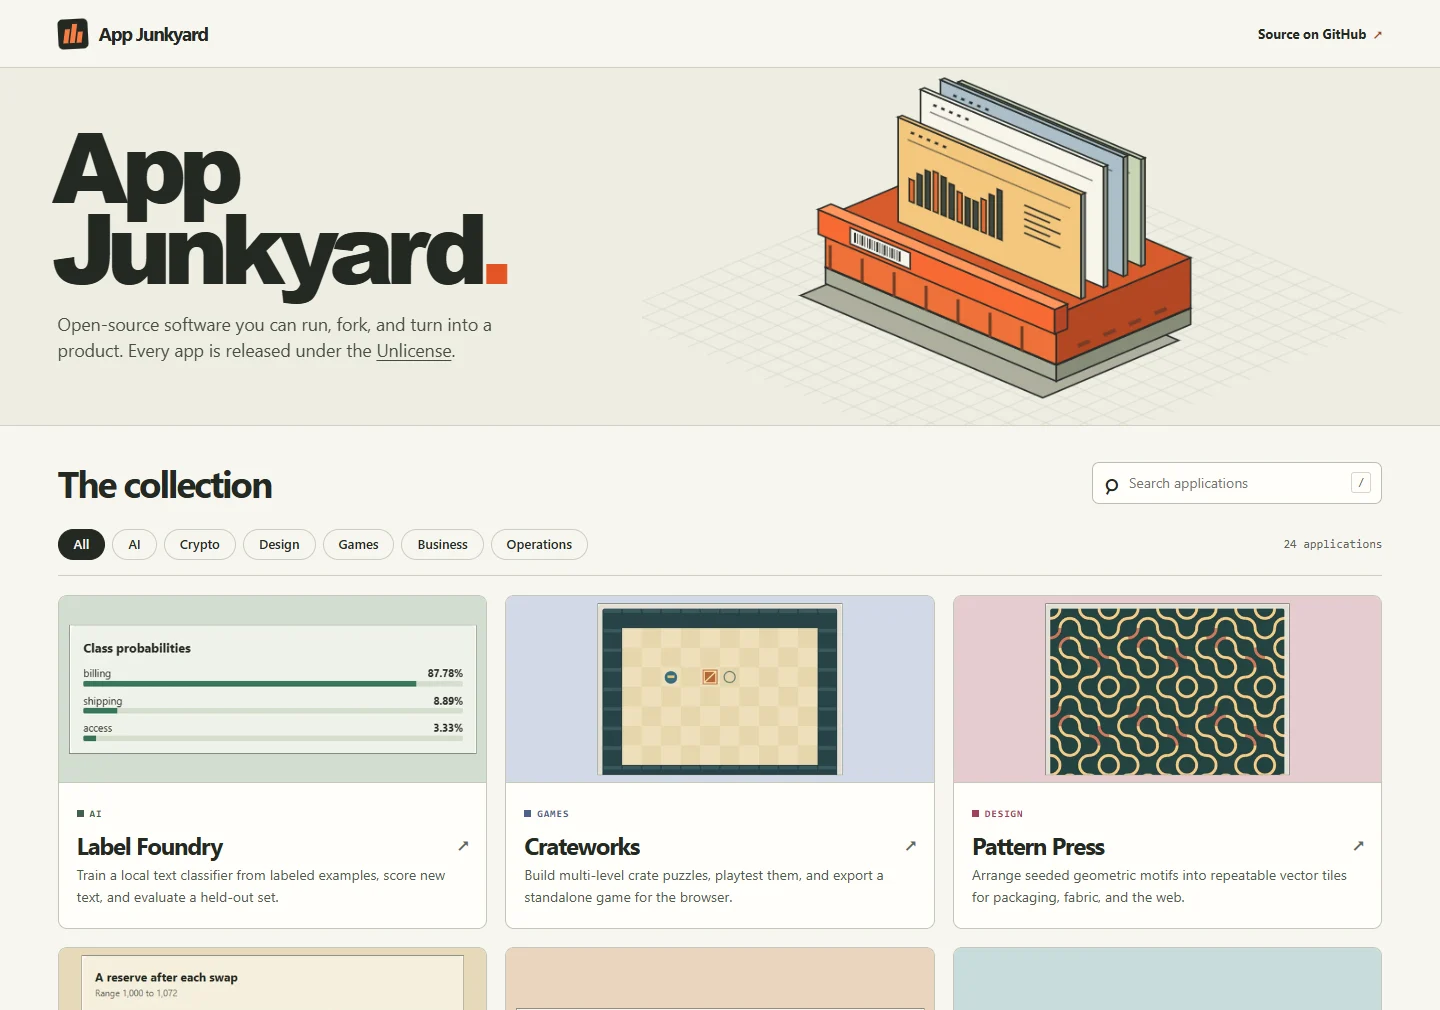 App Junkyard
Source on GitHub ↗
App
Junkyard.
Open-source software you can run, fork, and turn into a
product. Every app is released under the Unlicense.
The collection
Search applications /
All AI Crypto Design Games Business Operations
24 applications
Class probabilities
billing 87.78%
shipping 8.89%
access 3.33%
AI
Label Foundry ↗
Train a local text classifier from labeled examples, score new
text, and evaluate a held-out set.
GAMES
Crateworks ↗
Build multi-level crate puzzles, playtest them, and export a
standalone game for the browser.
DESIGN
Pattern Press ↗
Arrange seeded geometric motifs into repeatable vector tiles
for packaging, fabric, and the web.
A reserve after each swap
Range 1,000 to 1,072